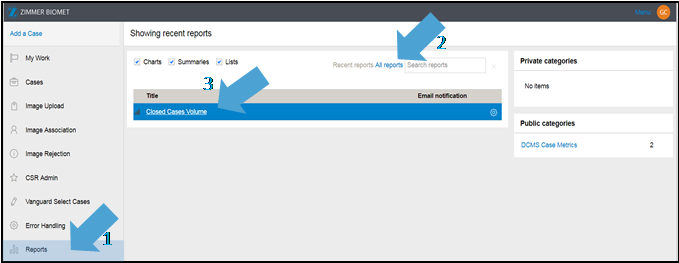 ZIMMER BIOMET
Menu GC
Add a Case
Showing recent reports
2
My Work
Charts Summaries Lists
Recent reports All reports Search reports
Private categories
Cases
3
No items
Title Email notification
Image Upload
Closed Cases Volume
Public categories
Image Association
DCMS Case Metrics 2
Image Rejection
CSR Admin
Vanguard Select Cases
Error Handling
1
Reports